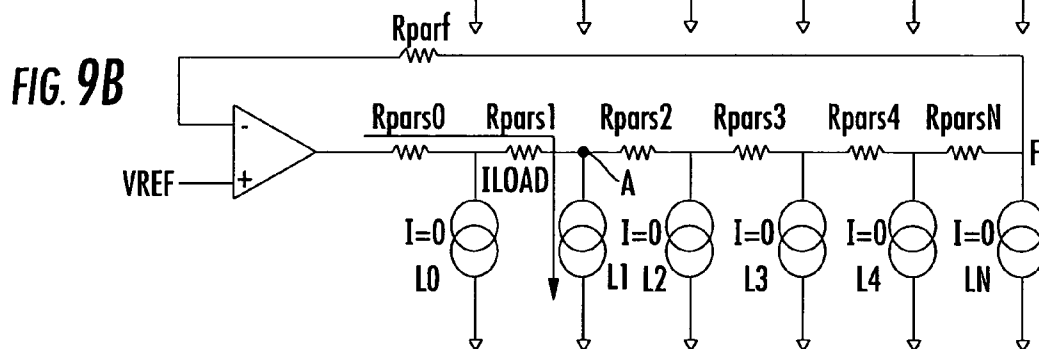 Rparf
FIG. 9B
Rpars0 Rpars1 Rpars2 Rpars3 Rpars4 RparsN
-
+
VREF
ILOAD
A
F
I=0 I=0 I=0 I=0 I=0
L0 L1 L2 L3 L4 LN